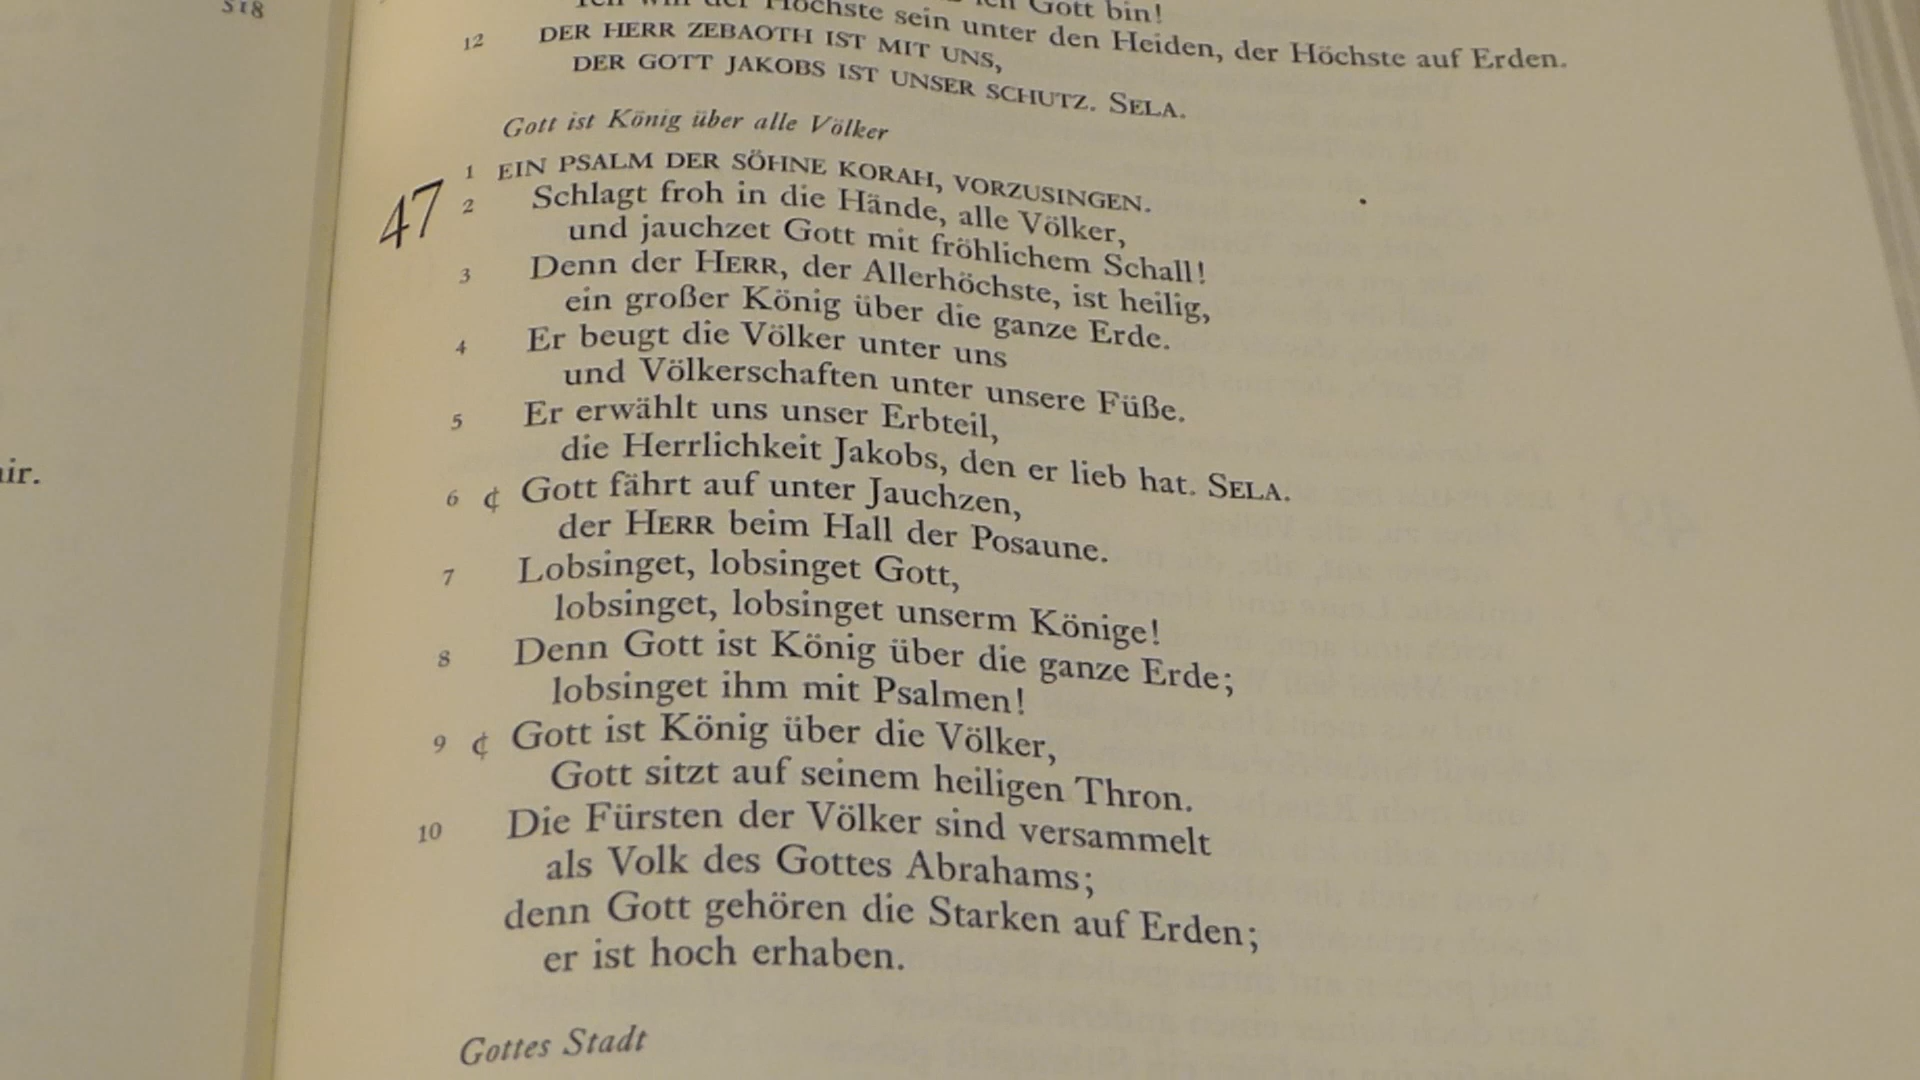 518
ir.
ich Gott bin!
der Höchste sein unter den Heiden, der Höchste auf Erden.
12 DER HERR ZEBAOTH IST MIT UNS,
DER GOTT JAKOBS IST UNSER SCHUTZ. SELA.
Gott ist König über alle Völker
47
1 EIN PSALM DER SÖHNE KORAH, VORZUSINGEN.
2 Schlagt froh in die Hände, alle Völker,
und jauchzet Gott mit fröhlichem Schall!
3 Denn der HERR, der Allerhöchste, ist heilig,
ein großer König über die ganze Erde.
4 Er beugt die Völker unter uns
und Völkerschaften unter unsere Füße.
5 Er erwählt uns unser Erbteil,
die Herrlichkeit Jakobs, den er lieb hat. SELA.
6 ¢ Gott fährt auf unter Jauchzen,
der HERR beim Hall der Posaune.
7 Lobsinget, lobsinget Gott,
lobsinget, lobsinget unserm Könige!
8 Denn Gott ist König über die ganze Erde;
lobsinget ihm mit Psalmen!
9 ¢ Gott ist König über die Völker,
Gott sitzt auf seinem heiligen Thron.
10 Die Fürsten der Völker sind versammelt
als Volk des Gottes Abrahams;
denn Gott gehören die Starken auf Erden;
er ist hoch erhaben.
Gottes Stadt